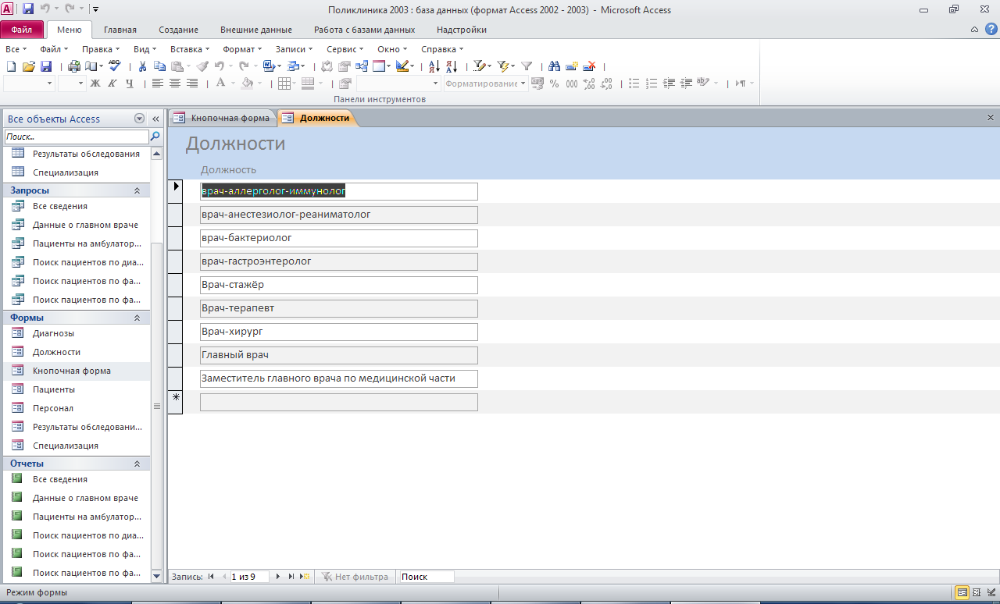 Поликлиника 2003 : база данных (формат Access 2002 - 2003) - Microsoft Access
Файл Меню Главная Создание Внешние данные Работа с базами данных Надстройки
Все Файл Правка Вид Вставка Формат Записи Сервис Окно Справка
Ж К Ч Форматирование % 000
Панели инструментов
Все объекты Access
Поиск...
Результаты обследования
Специализация
Запросы
Все сведения
Данные о главном враче
Пациенты на амбулатор...
Поиск пациентов по диа...
Поиск пациентов по фа...
Поиск пациентов по фа...
Формы
Диагнозы
Должности
Кнопочная форма
Пациенты
Персонал
Результаты обследовани...
Специализация
Отчеты
Все сведения
Данные о главном враче
Пациенты на амбулатор...
Поиск пациентов по диа...
Поиск пациентов по фа...
Поиск пациентов по фа...
Кнопочная форма Должности
Должности
Должность
врач-аллерголог-иммунолог
врач-анестезиолог-реаниматолог
врач-бактериолог
врач-гастроэнтеролог
Врач-стажёр
Врач-терапевт
Врач-хирург
Главный врач
Заместитель главного врача по медицинской части
Запись: 1 из 9 Нет фильтра Поиск
Режим формы